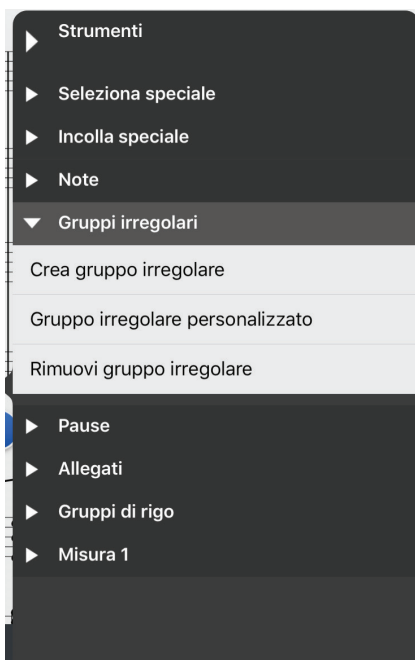 Strumenti
Seleziona speciale
Incolla speciale
Note
Gruppi irregolari
Crea gruppo irregolare
Gruppo irregolare personalizzato
Rimuovi gruppo irregolare
Pause
Allegati
Gruppi di rigo
Misura 1